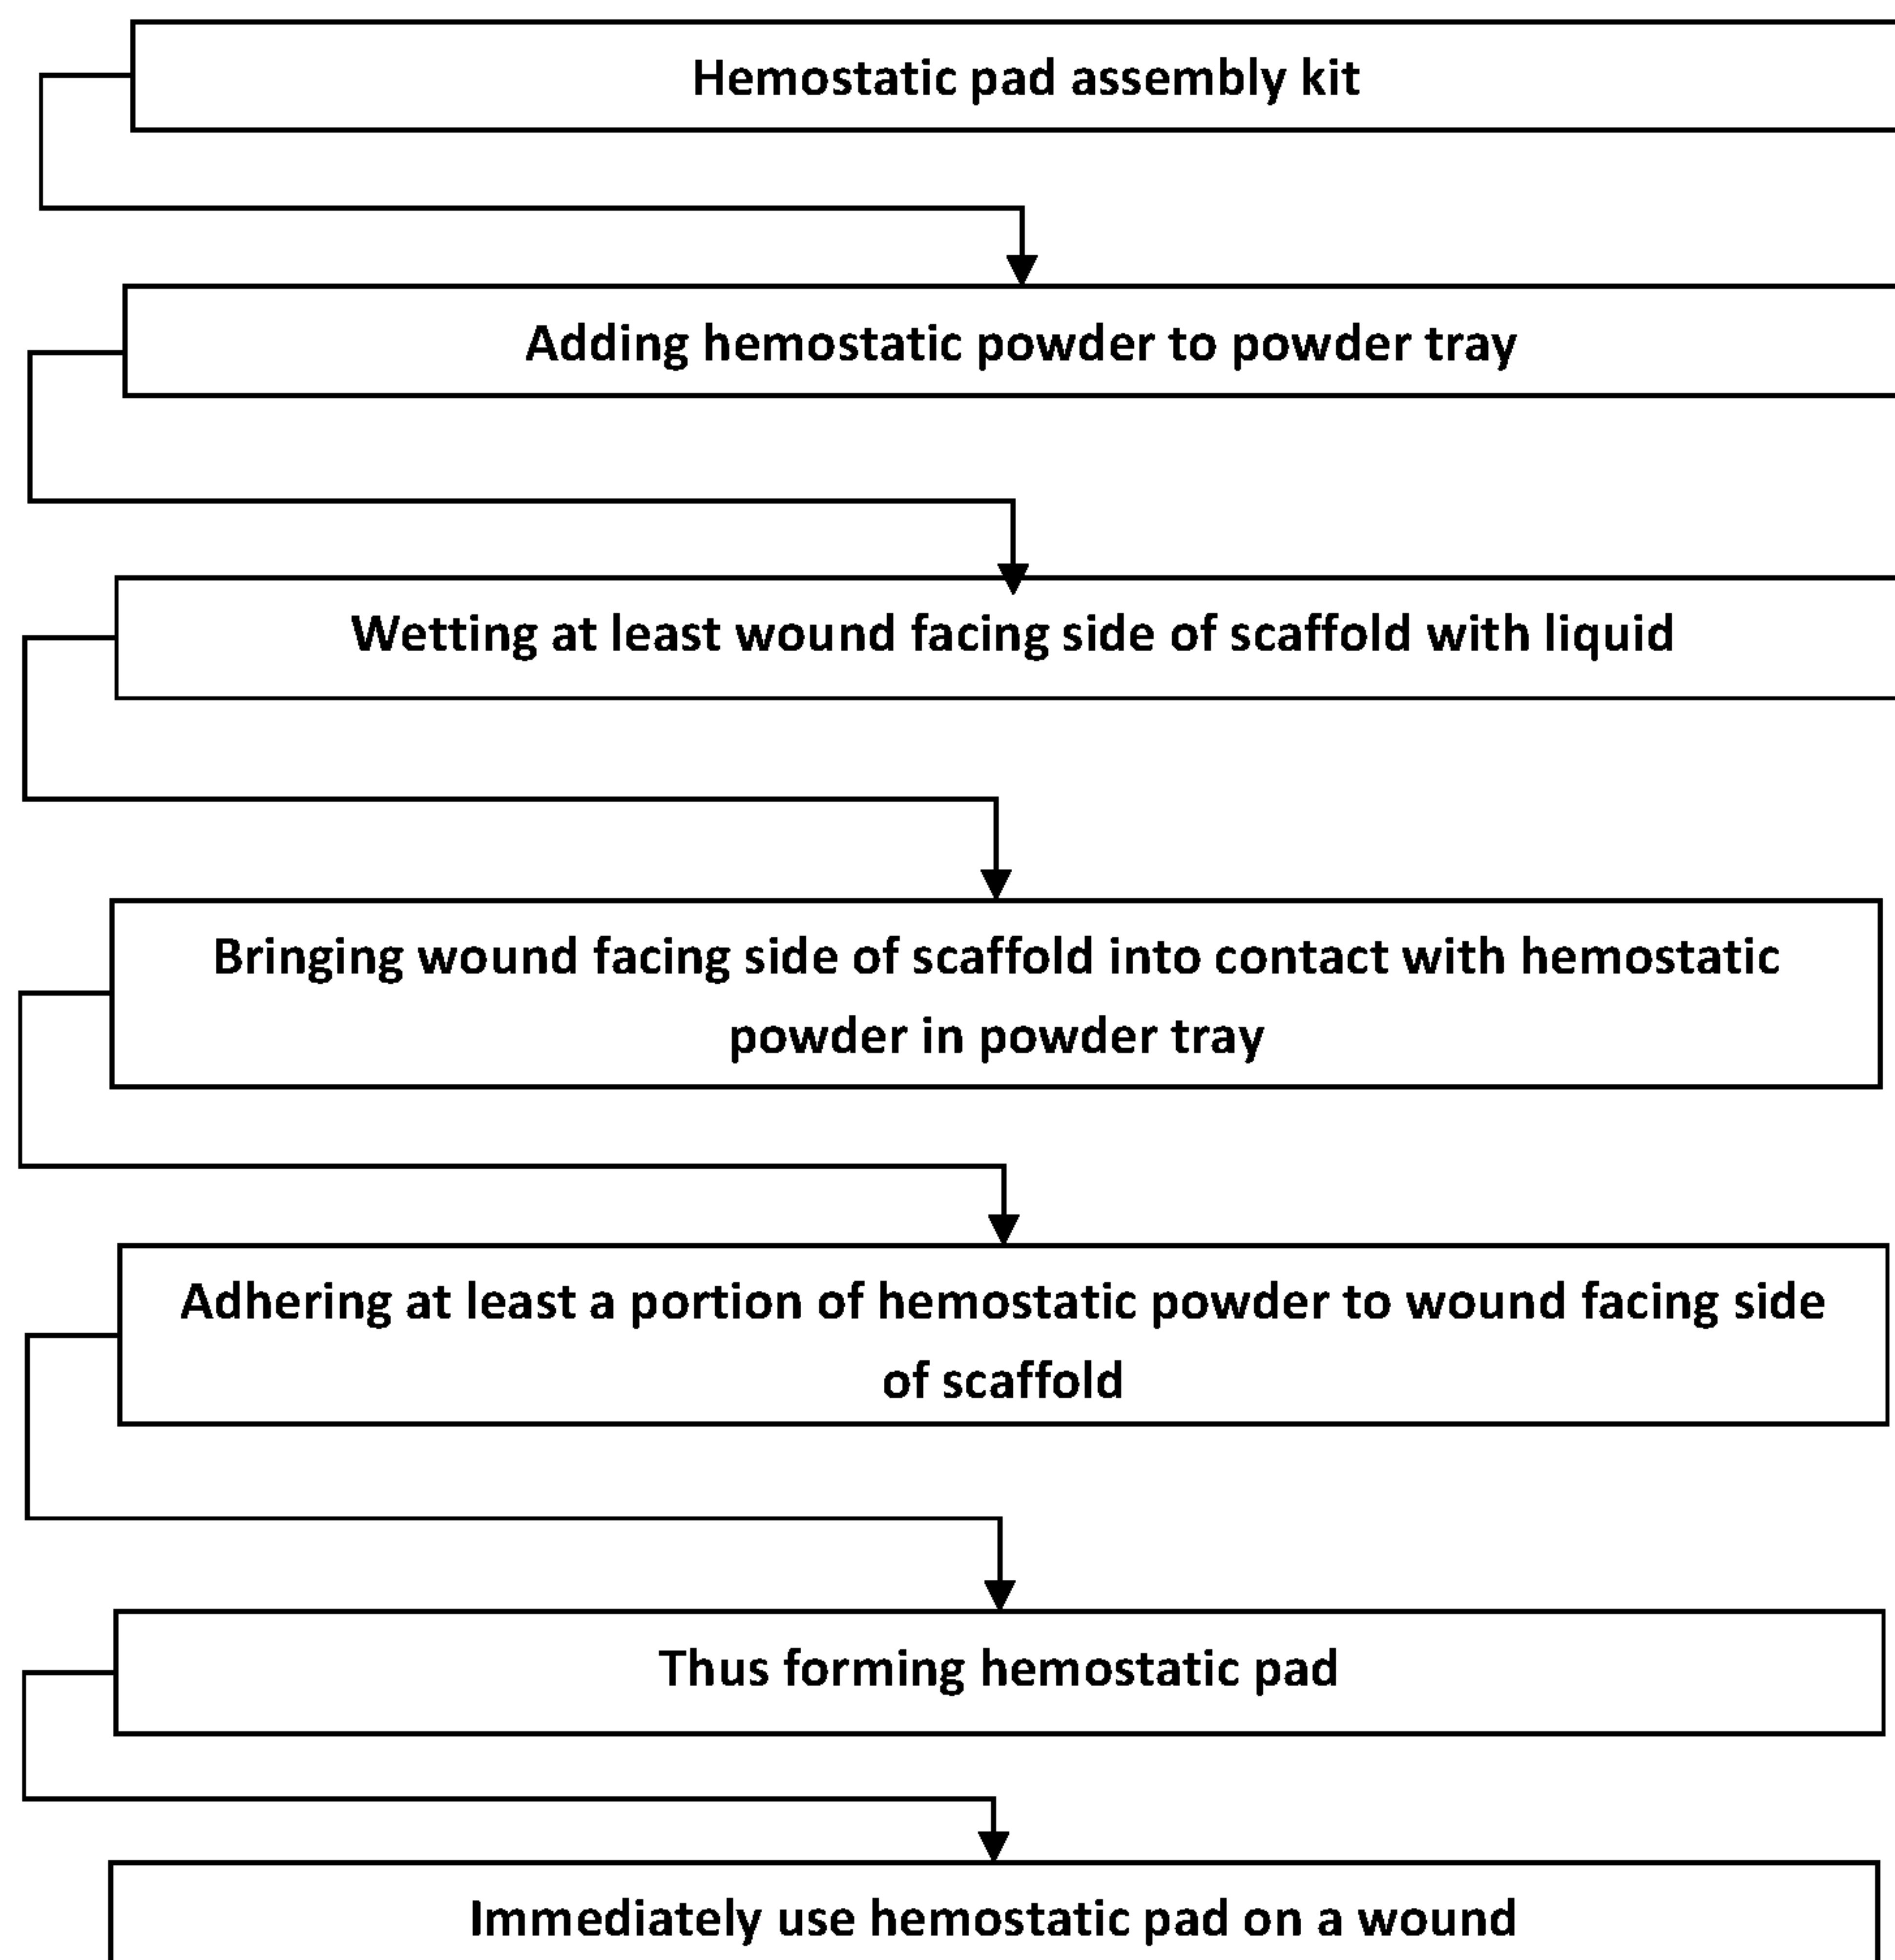 Hemostatic pad assembly kit
Adding hemostatic powder to powder tray
Wetting at least wound facing side of scaffold with liquid
Bringing wound facing side of scaffold into contact with hemostatic
powder in powder tray
Adhering at least a portion of hemostatic powder to wound facing side
of scaffold
Thus forming hemostatic pad
Immediately use hemostatic pad on a wound